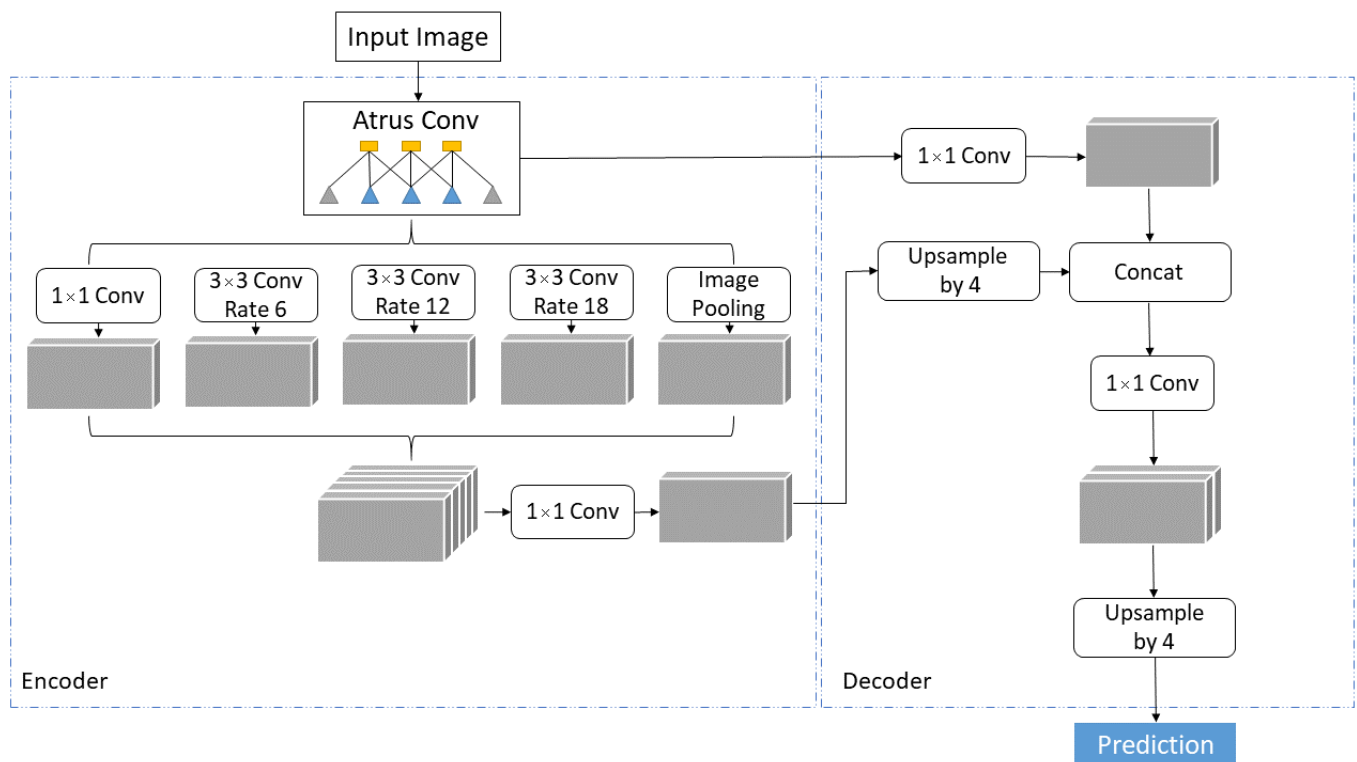 Input Image
Atrus Conv
1×1 Conv
3×3 Conv
Rate 6
3×3 Conv
Rate 12
3×3 Conv
Rate 18
Image
Pooling
1×1 Conv
Encoder
1×1 Conv
Upsample
by 4
Concat
1×1 Conv
Upsample
by 4
Decoder
Prediction